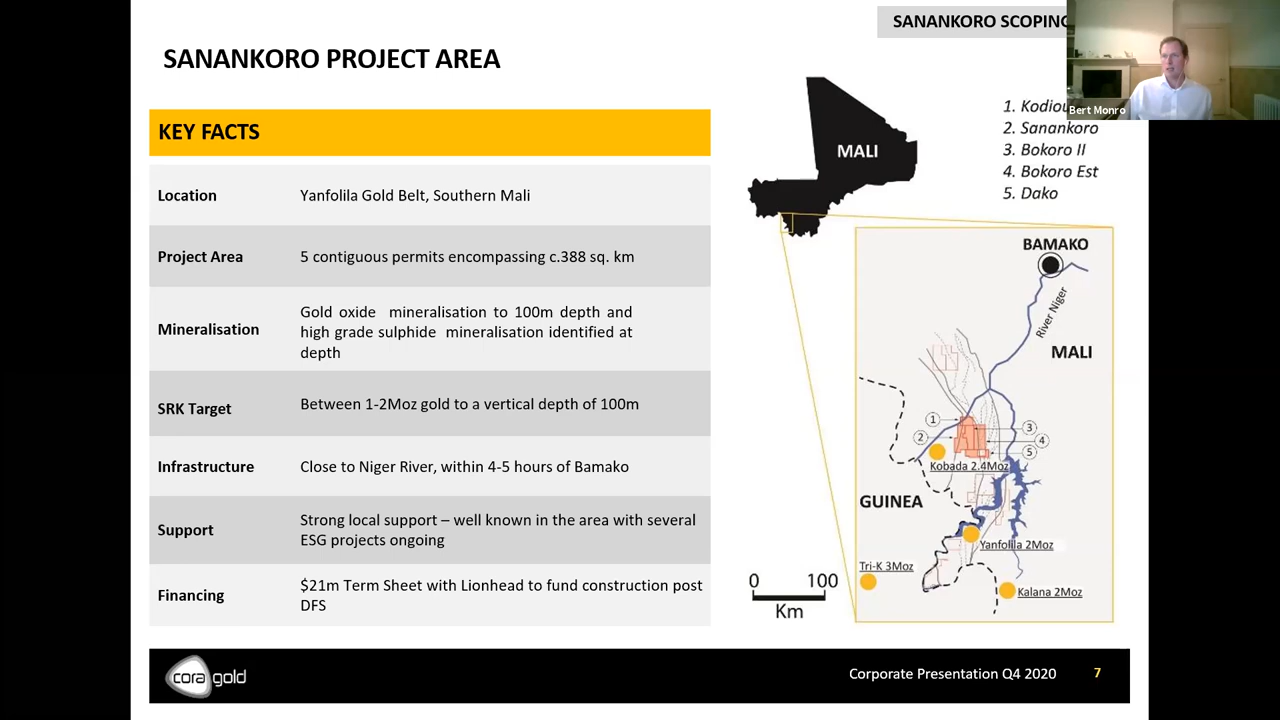 SANANKORO SCOPING
SANANKORO PROJECT AREA
Bert Monro
KEY FACTS
Location Yanfolila Gold Belt, Southern Mali
Project Area 5 contiguous permits encompassing c.388 sq. km
Mineralisation Gold oxide mineralisation to 100m depth and
high grade sulphide mineralisation identified at
depth
SRK Target Between 1-2Moz gold to a vertical depth of 100m
Infrastructure Close to Niger River, within 4-5 hours of Bamako
Support Strong local support – well known in the area with several
ESG projects ongoing
Financing $21m Term Sheet with Lionhead to fund construction post
DFS
MALI
1.
2. Sanankoro
3. Bokoro II
4. Bokoro Est
5. Dako
BAMAKO
River Niger
MALI
1
2
3
4
5
Kobada 2.4Moz
GUINEA
Yanfolila 2Moz
Tri-K 3Moz
Kalana 2Moz
0 100
Km
cora gold
Corporate Presentation Q4 2020 7